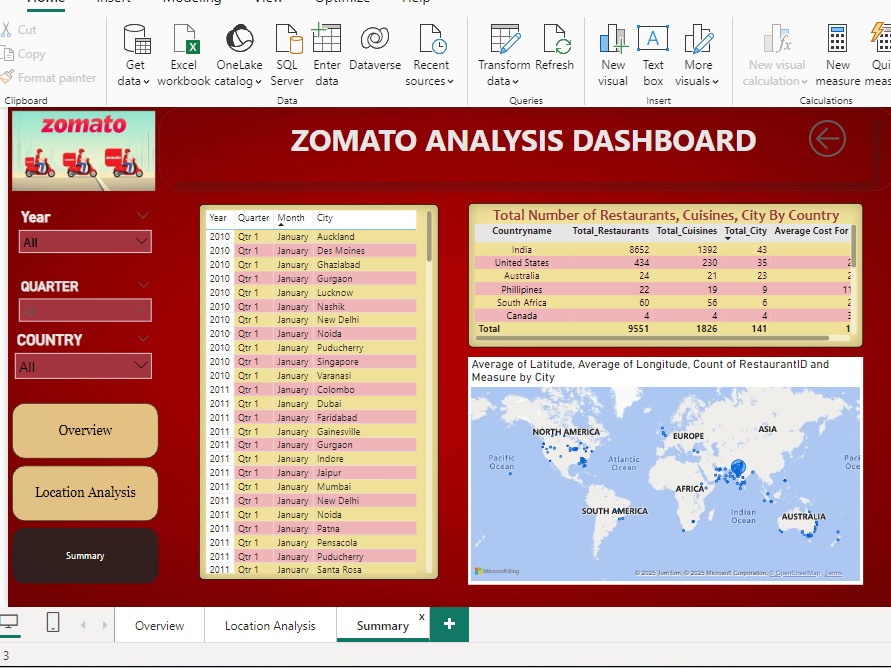 Home Insert Modeling View Optimize Help
Cut
Copy
Format painter
Clipboard
Get data
Excel workbook
OneLake catalog
SQL Server
Enter data
Dataverse
Recent sources
Data
Transform data
Refresh
Queries
New visual
Text box
More visuals
Insert
New visual calculation
New measure
Calculations
zomato
ZOMATO ANALYSIS DASHBOARD
Year
All
QUARTER
All
COUNTRY
All
Overview
Location Analysis
Summary
Year Quarter Month City
2010 Qtr 1 January Auckland
2010 Qtr 1 January Des Moines
2010 Qtr 1 January Ghaziabad
2010 Qtr 1 January Gurgaon
2010 Qtr 1 January Lucknow
2010 Qtr 1 January Nashik
2010 Qtr 1 January New Delhi
2010 Qtr 1 January Noida
2010 Qtr 1 January Puducherry
2010 Qtr 1 January Singapore
2010 Qtr 1 January Varanasi
2011 Qtr 1 January Colombo
2011 Qtr 1 January Dubai
2011 Qtr 1 January Faridabad
2011 Qtr 1 January Gainesville
2011 Qtr 1 January Gurgaon
2011 Qtr 1 January Indore
2011 Qtr 1 January Jaipur
2011 Qtr 1 January Mumbai
2011 Qtr 1 January New Delhi
2011 Qtr 1 January Noida
2011 Qtr 1 January Patna
2011 Qtr 1 January Pensacola
2011 Qtr 1 January Puducherry
2011 Qtr 1 January Santa Rosa
Total Number of Restaurants, Cuisines, City By Country
Countryname Total_Restaurants Total_Cuisines Total_City Average Cost For
India 8652 1392 43
United States 434 230 35 2
Australia 24 21 23 2
Phillipines 22 19 9 11
South Africa 60 56 6 2
Canada 4 4 4 3
Total 9551 1826 141 1
Average of Latitude, Average of Longitude, Count of RestaurantID and
Measure by City
NORTH AMERICA
EUROPE
ASIA
Pacific Ocean
Atlantic Ocean
AFRICA
SOUTH AMERICA
Indian Ocean
AUSTRALIA
Microsoft Bing
© 2025 TomTom, © 2025 Microsoft Corporation, © OpenStreetMap Terms
Overview Location Analysis Summary x +
3